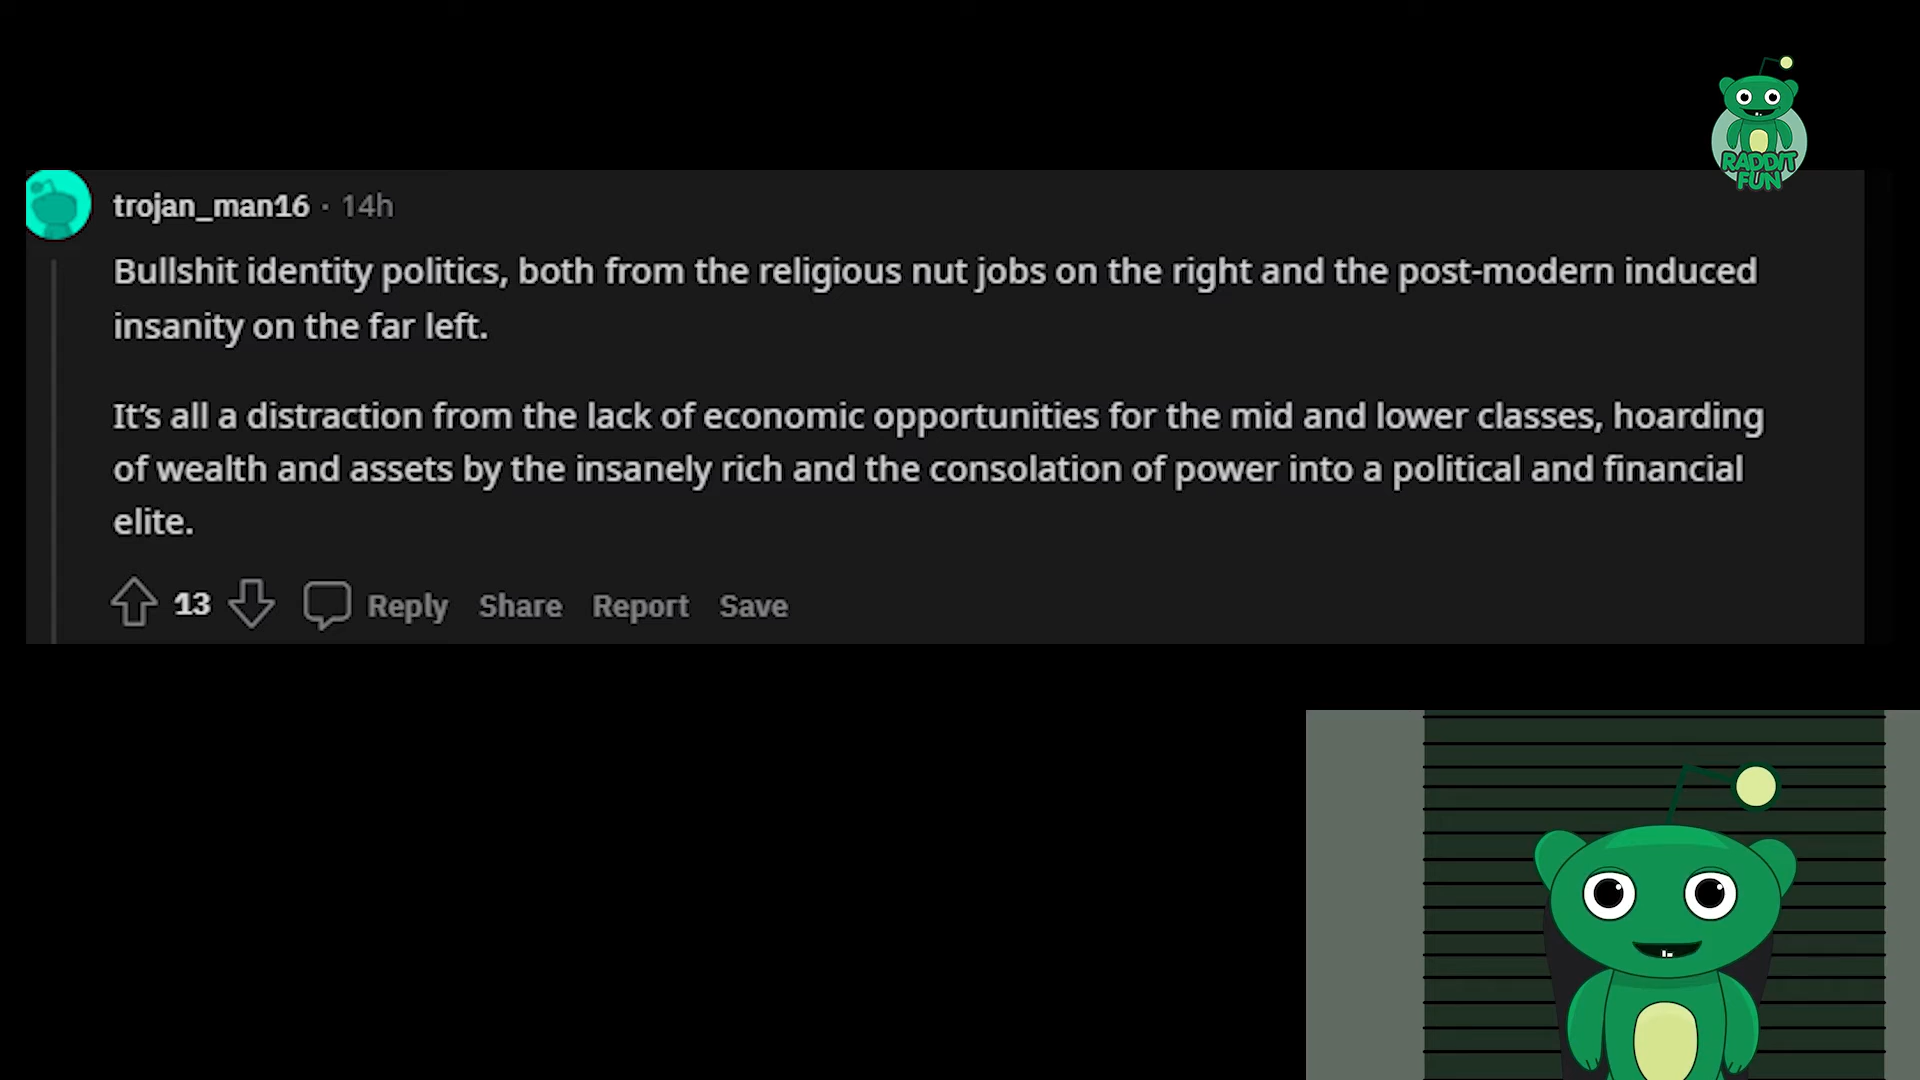 RADDIT
FUN
trojan_man16 · 14h
Bullshit identity politics, both from the religious nut jobs on the right and the post-modern induced
insanity on the far left.
It's all a distraction from the lack of economic opportunities for the mid and lower classes, hoarding
of wealth and assets by the insanely rich and the consolation of power into a political and financial
elite.
13 Reply Share Report Save